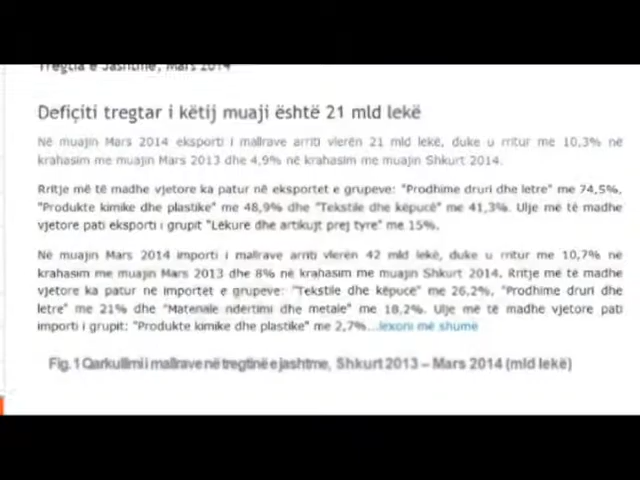 Tregtia e Jashtme, Mars 2014
Defiçiti tregtar i këtij muaji është 21 mld lekë
Në muajin Mars 2014 eksporti i mallrave arriti vlerën 21 mld lekë, duke u rritur me 10,3% në
krahasim me muajin Mars 2013 dhe 4,9% në krahasim me muajin Shkurt 2014.
Rritje më të madhe vjetore ka patur në eksportet e grupeve: "Prodhime druri dhe letre" me 74,5%,
"Produkte kimike dhe plastike" me 48,9% dhe "Tekstile dhe këpucë" me 41,3%. Ulje më të madhe
vjetore pati eksporti i grupit "Lëkurë dhe artikujt prej tyre" me 15%.
Në muajin Mars 2014 importi i mallrave arriti vlerën 42 mld lekë, duke u rritur me 10,7% në
krahasim me muajin Mars 2013 dhe 8% në krahasim me muajin Shkurt 2014. Rritje më të madhe
vjetore ka patur në importet e grupeve: "Tekstile dhe këpucë" me 26,2%, "Prodhime druri dhe
letre" me 21% dhe "Materiale ndërtimi dhe metale" me 18,2%. Ulje më të madhe vjetore pati
importi i grupit: "Produkte kimike dhe plastike" me 2,7%...lexoni më shumë
Fig.1 Qarkullimi i mallrave në tregtinë e jashtme, Shkurt 2013 – Mars 2014 (mld lekë)